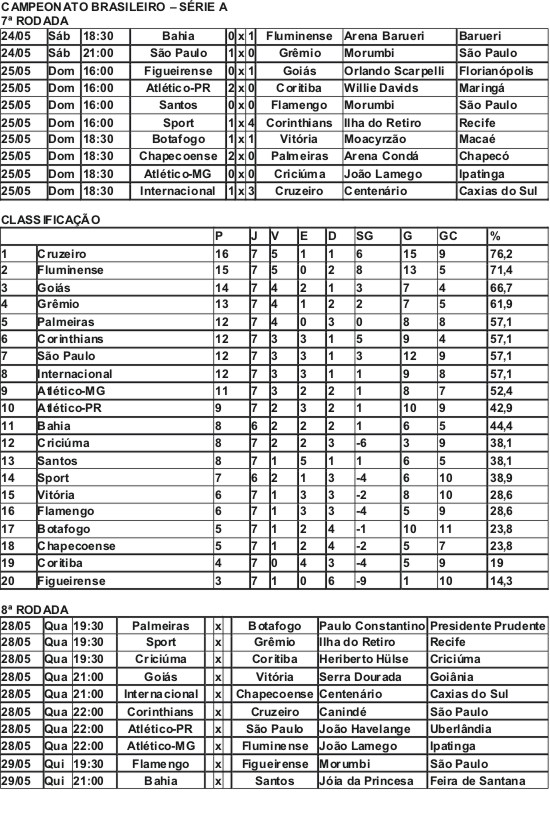 CAMPEONATO BRASILEIRO – SÉRIE A
7ª RODADA
24/05 Sáb 18:30 Bahia 0 x 1 Fluminense Arena Barueri Barueri
24/05 Sáb 21:00 São Paulo 1 x 0 Grêmio Morumbi São Paulo
25/05 Dom 16:00 Figueirense 0 x 1 Goiás Orlando Scarpelli Florianópolis
25/05 Dom 16:00 Atlético-PR 2 x 0 Coritiba Willie Davids Maringá
25/05 Dom 16:00 Santos 0 x 0 Flamengo Morumbi São Paulo
25/05 Dom 16:00 Sport 1 x 4 Corinthians Ilha do Retiro Recife
25/05 Dom 18:30 Botafogo 1 x 1 Vitória Moacyrzão Macaé
25/05 Dom 18:30 Chapecoense 2 x 0 Palmeiras Arena Condá Chapecó
25/05 Dom 18:30 Atlético-MG 0 x 0 Criciúma João Lamego Ipatinga
25/05 Dom 18:30 Internacional 1 x 3 Cruzeiro Centenário Caxias do Sul
CLASSIFICAÇÃO
P J V E D SG G GC %
1 Cruzeiro 16 7 5 1 1 6 15 9 76,2
2 Fluminense 15 7 5 0 2 8 13 5 71,4
3 Goiás 14 7 4 2 1 3 7 4 66,7
4 Grêmio 13 7 4 1 2 2 7 5 61,9
5 Palmeiras 12 7 4 0 3 0 8 8 57,1
6 Corinthians 12 7 3 3 1 5 9 4 57,1
7 São Paulo 12 7 3 3 1 3 12 9 57,1
8 Internacional 12 7 3 3 1 1 9 8 57,1
9 Atlético-MG 11 7 3 2 2 1 8 7 52,4
10 Atlético-PR 9 7 2 3 2 1 10 9 42,9
11 Bahia 8 6 2 2 2 1 6 5 44,4
12 Criciúma 8 7 2 2 3 -6 3 9 38,1
13 Santos 8 7 1 5 1 1 6 5 38,1
14 Sport 7 6 2 1 3 -4 6 10 38,9
15 Vitória 6 7 1 3 3 -2 8 10 28,6
16 Flamengo 6 7 1 3 3 -4 5 9 28,6
17 Botafogo 5 7 1 2 4 -1 10 11 23,8
18 Chapecoense 5 7 1 2 4 -2 5 7 23,8
19 Coritiba 4 7 0 4 3 -4 5 9 19
20 Figueirense 3 7 1 0 6 -9 1 10 14,3
8ª RODADA
28/05 Qua 19:30 Palmeiras x Botafogo Paulo Constantino Presidente Prudente
28/05 Qua 19:30 Sport x Grêmio Ilha do Retiro Recife
28/05 Qua 19:30 Criciúma x Coritiba Heriberto Hülse Criciúma
28/05 Qua 21:00 Goiás x Vitória Serra Dourada Goiânia
28/05 Qua 21:00 Internacional x Chapecoense Centenário Caxias do Sul
28/05 Qua 22:00 Corinthians x Cruzeiro Canindé São Paulo
28/05 Qua 22:00 Atlético-PR x São Paulo João Havelange Uberlândia
28/05 Qua 22:00 Atlético-MG x Fluminense João Lamego Ipatinga
29/05 Qui 19:30 Flamengo x Figueirense Morumbi São Paulo
29/05 Qui 21:00 Bahia x Santos Jóia da Princesa Feira de Santana